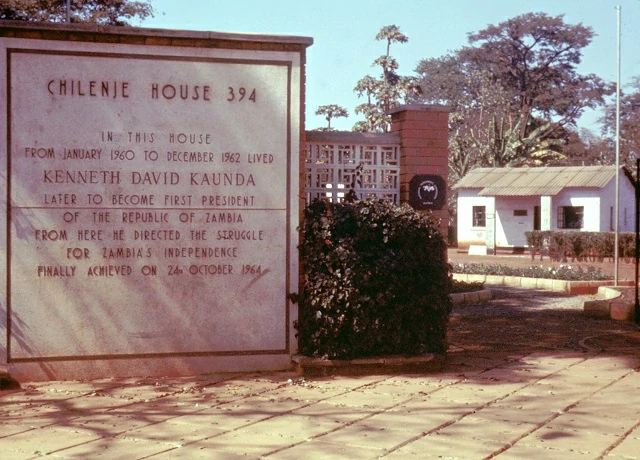 CHILENJE HOUSE 394
IN THIS HOUSE
FROM JANUARY 1960 TO DECEMBER 1962 LIVED
KENNETH DAVID KAUNDA
LATER TO BECOME FIRST PRESIDENT
OF THE REPUBLIC OF ZAMBIA
FROM HERE HE DIRECTED THE STRUGGLE
FOR ZAMBIA'S INDEPENDENCE
FINALLY ACHIEVED ON 24TH OCTOBER 1964